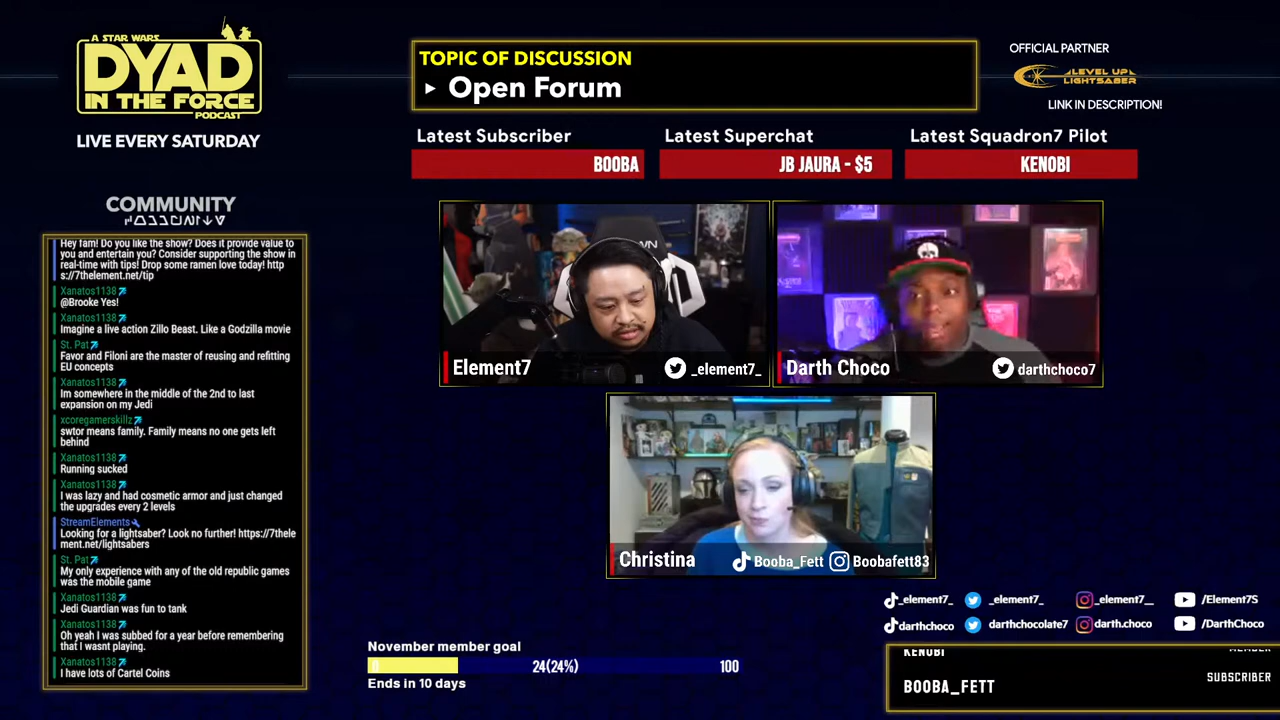 A STAR WARS
DYAD
IN THE FORCE
PODCAST
LIVE EVERY SATURDAY
TOPIC OF DISCUSSION
► Open Forum
OFFICIAL PARTNER
LEVEL UP
LIGHTSABER
LINK IN DESCRIPTION!
Latest Subscriber
BOOBA
Latest Superchat
JB JAURA - $5
Latest Squadron7 Pilot
KENOBI
COMMUNITY
Hey fam! Do you like the show? Does it provide value to
you and entertain you? Consider supporting the show in
real-time with tips! Drop some ramen love today! http
s://7thelement.net/tip
Xanatos1138
@Brooke Yes!
Xanatos1138
Imagine a live action Zillo Beast. Like a Godzilla movie
St. Pat
Favor and Filoni are the master of reusing and refitting
EU concepts
Xanatos1138
Im somewhere in the middle of the 2nd to last
expansion on my Jedi
xcoregamerskillz
swtor means family. Family means no one gets left
behind
Xanatos1138
Running sucked
Xanatos1138
I was lazy and had cosmetic armor and just changed
the upgrades every 2 levels
StreamElements
Looking for a lightsaber? Look no further! https://7thele
ment.net/lightsabers
St. Pat
My only experience with any of the old republic games
was the mobile game
Xanatos1138
Jedi Guardian was fun to tank
Xanatos1138
Oh yeah I was subbed for a year before remembering
that I wasnt playing.
Xanatos1138
I have lots of Cartel Coins
Element7
_element7_
Darth Choco
darthchoco7
Christina
Booba_Fett
Boobafett83
_element7_ _element7_ _element7__ /Element7S
darthchoco darthchocolate7 darth.choco /DarthChoco
November member goal
0 24(24%) 100
Ends in 10 days
KENOBI MEMBER
BOOBA_FETT SUBSCRIBER